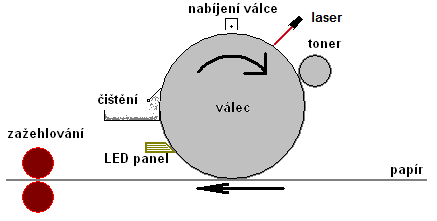 nabíjení válce
laser
toner
čištění
válec
zažehlování
LED panel
papír